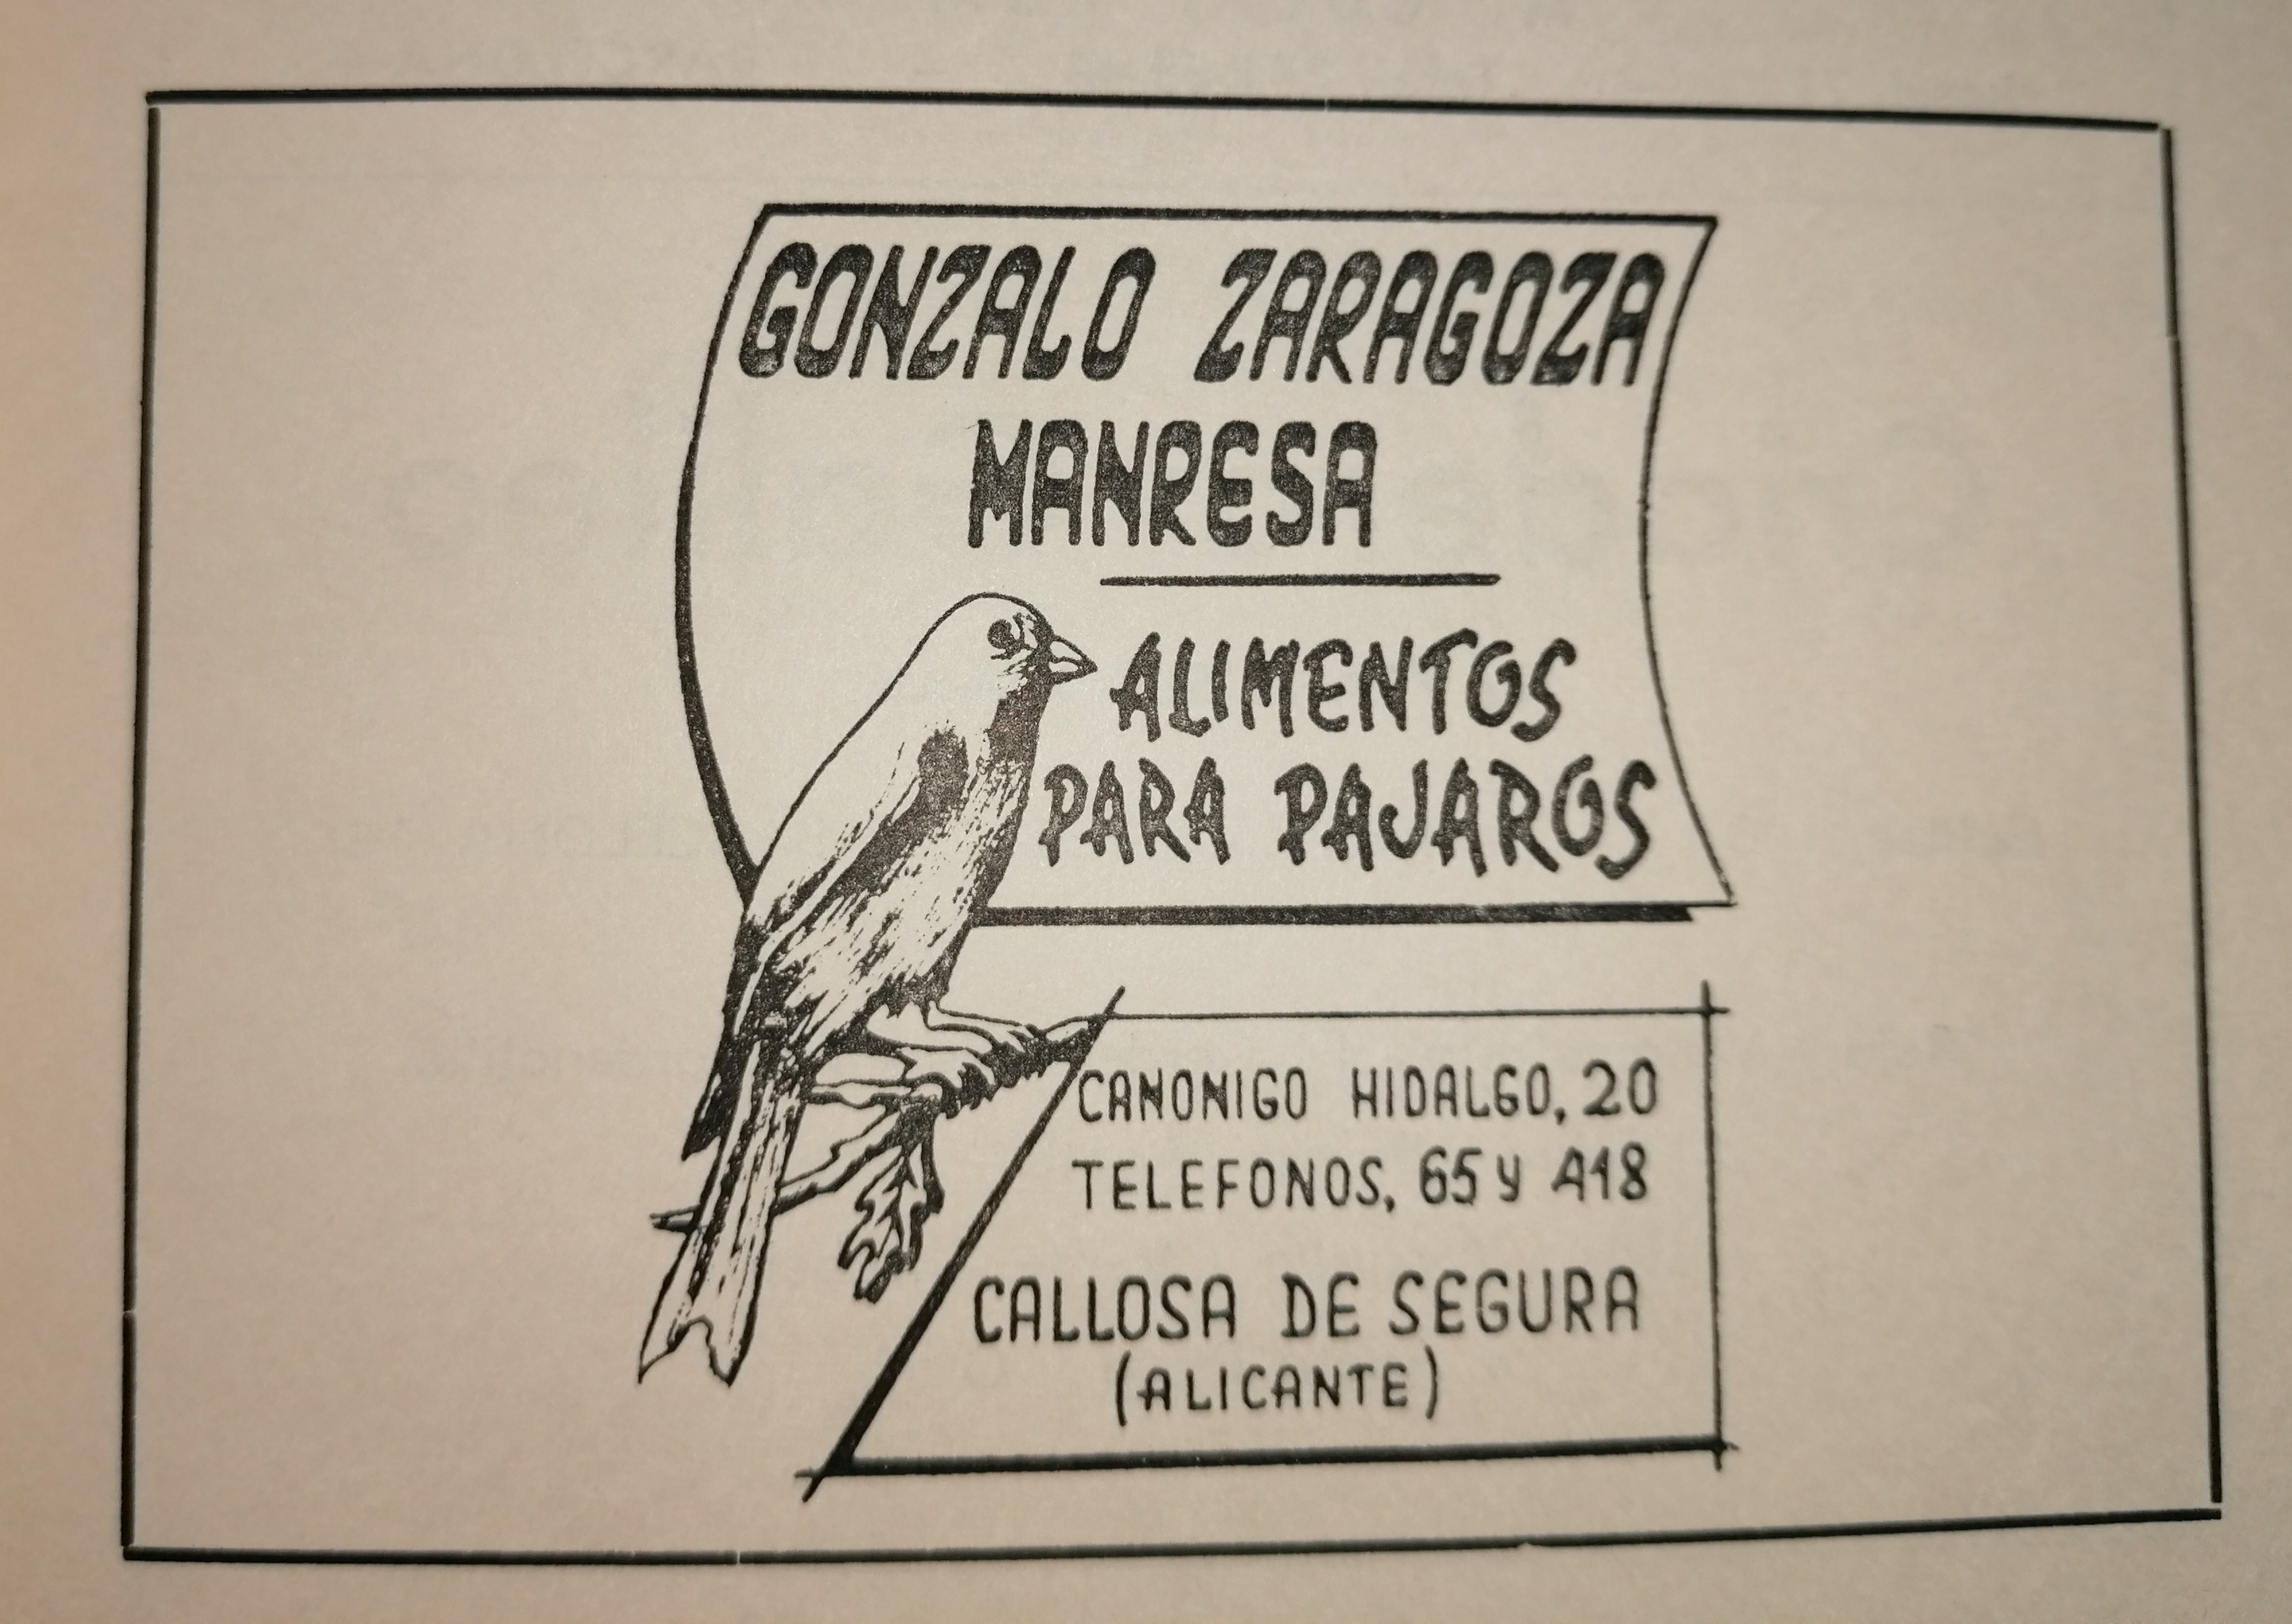 GONZALO ZARAGOZA
MANRESA
ALIMENTOS
PARA PAJAROS
CANONIGO HIDALGO, 20
TELEFONOS, 65 Y 418
CALLOSA DE SEGURA
(ALICANTE)